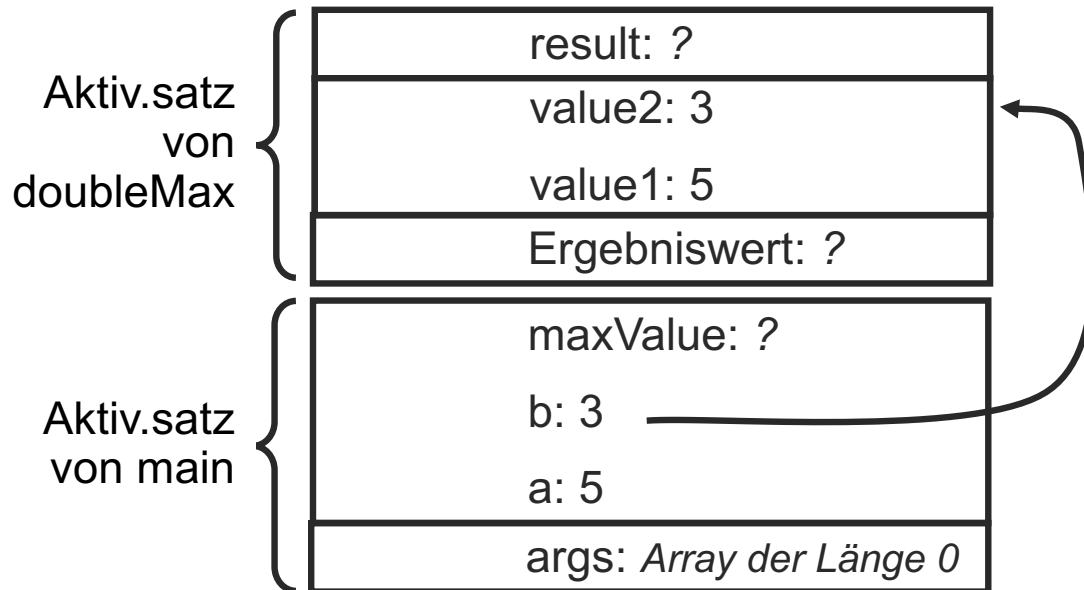 Aktiv.satz
von
doubleMax
result: ?
value2: 3
value1: 5
Ergebniswert: ?
Aktiv.satz
von main
maxValue: ?
b: 3
a: 5
args: Array der Länge 0